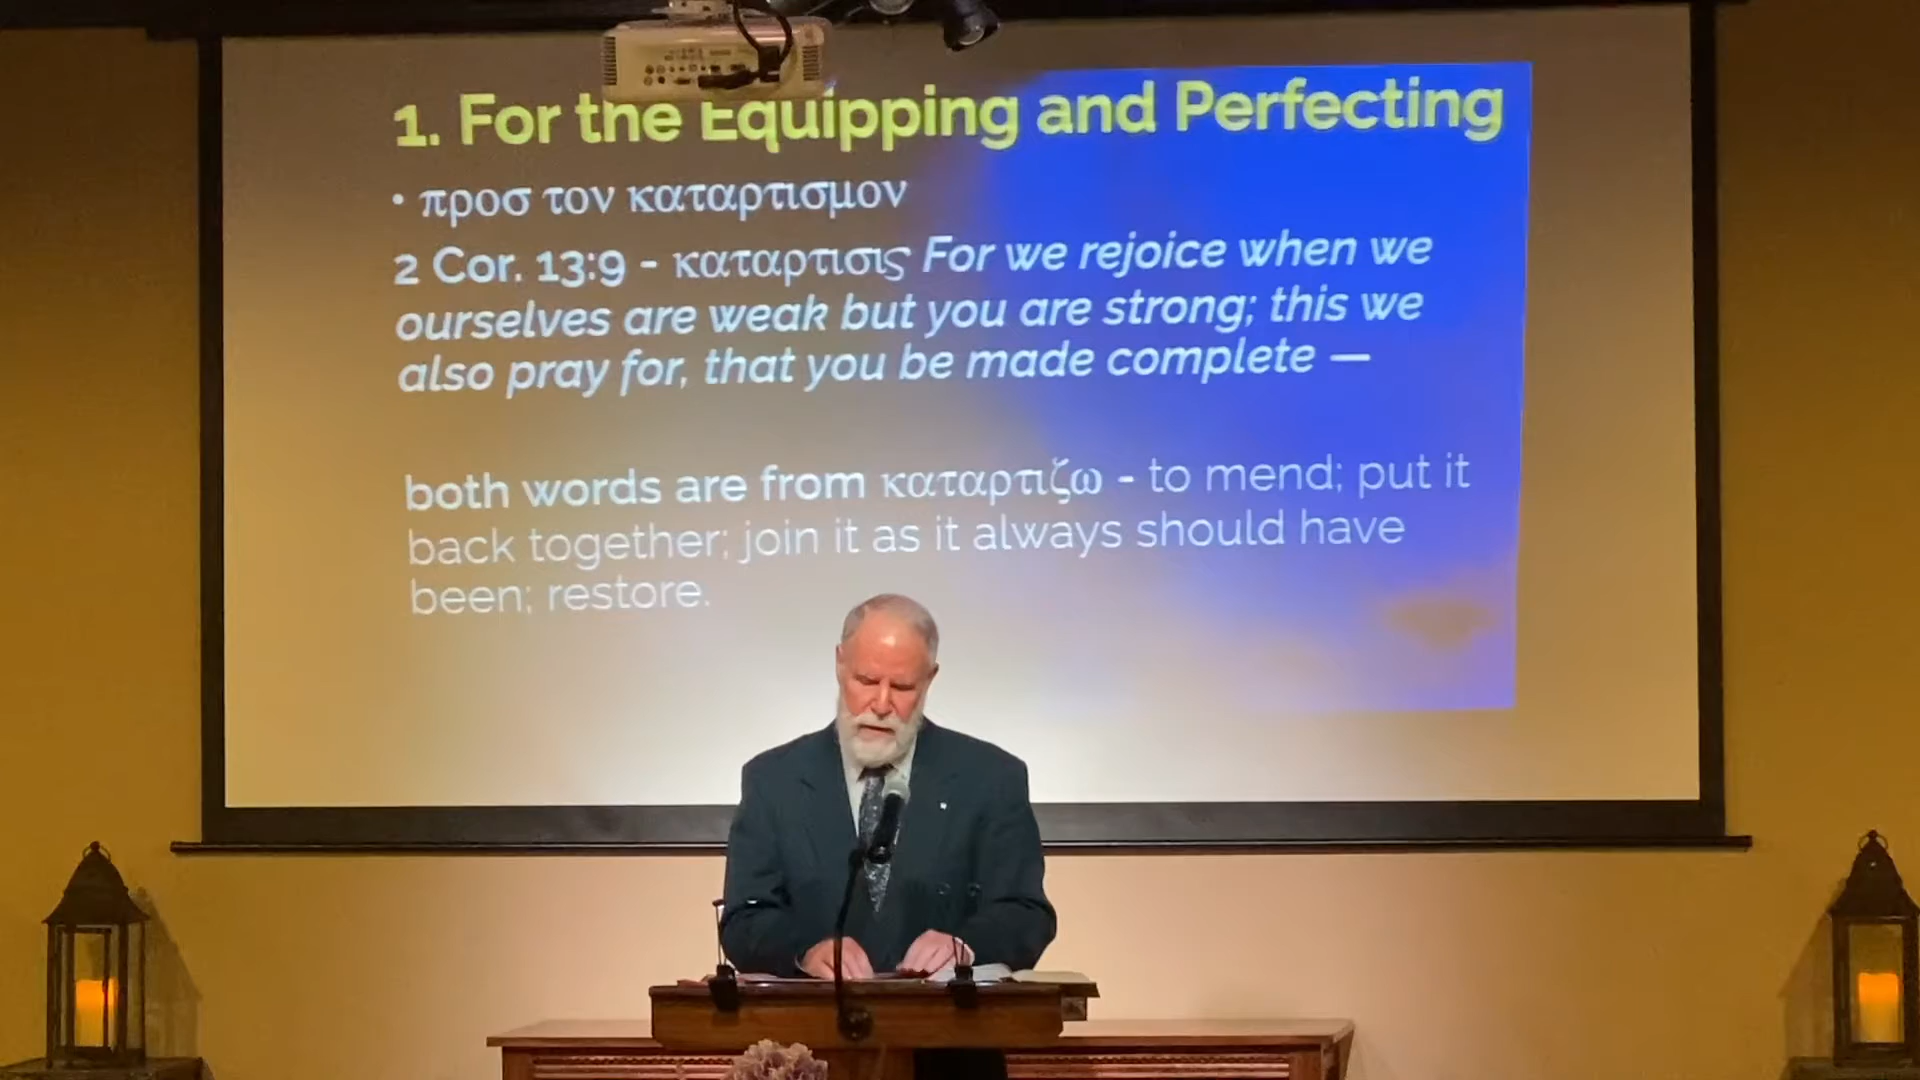 1. For the Equipping and Perfecting
• προσ τον καταρτισμον
2 Cor. 13:9 - καταρτισις For we rejoice when we
ourselves are weak but you are strong; this we
also pray for, that you be made complete —
both words are from καταρτιζω - to mend; put it
back together; join it as it always should have
been; restore.